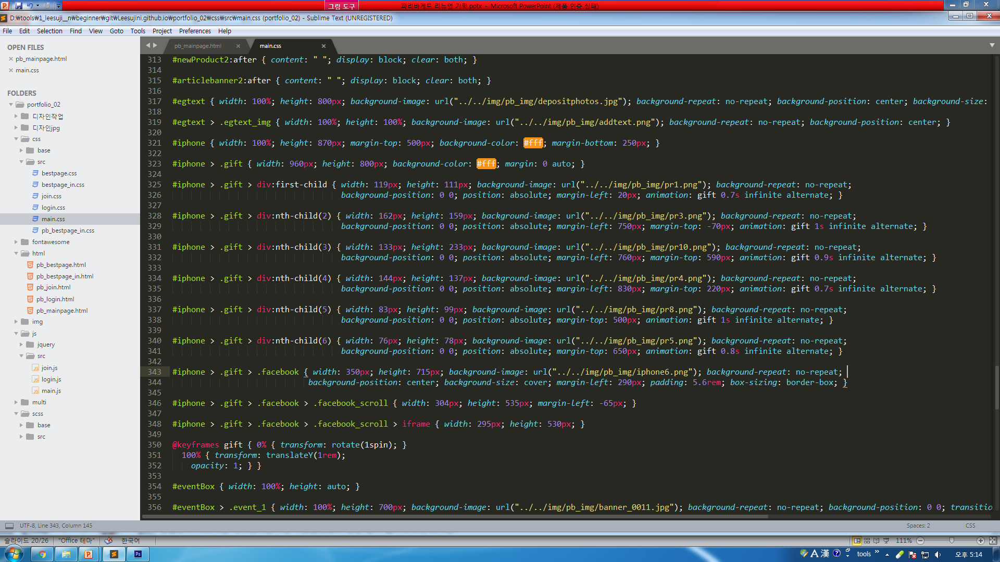 그림 도구
파리바게트 리뉴얼 기획.pptx - Microsoft PowerPoint (제품 인증 실패)
D:₩tools₩1_leesuji__n₩beginner₩git₩Leesujini.github.io₩portfolio_02₩css₩src₩main.css (portfolio_02) - Sublime Text (UNREGISTERED)
File Edit Selection Find View Goto Tools Project Preferences Help
OPEN FILES
pb_mainpage.html
main.css
FOLDERS
portfolio_02
디자인작업
디자인jpg
css
base
src
bestpage.css
bestpage_in.css
join.css
login.css
main.css
pb_bestpage_in.css
fontawesome
html
pb_bestpage.html
pb_bestpage_in.html
pb_join.html
pb_login.html
pb_mainpage.html
img
js
jquery
src
join.js
login.js
main.js
multi
scss
base
src
pb_mainpage.html
main.css
313 #newProduct2:after { content: " "; display: block; clear: both; }
314
315 #articlebanner2:after { content: " "; display: block; clear: both; }
316
317 #egtext { width: 100%; height: 800px; background-image: url("../../img/pb_img/depositphotos.jpg"); background-repeat: no-repeat; background-position: center; background-size:
318
319 #egtext > .egtext_img { width: 100%; height: 100%; background-image: url("../../img/pb_img/addtext.png"); background-repeat: no-repeat; background-position: center; }
320
321 #iphone { width: 100%; height: 870px; margin-top: 500px; background-color: #fff; margin-bottom: 250px; }
322
323 #iphone > .gift { width: 960px; height: 800px; background-color: #fff; margin: 0 auto; }
324
325 #iphone > .gift > div:first-child { width: 119px; height: 111px; background-image: url("../../img/pb_img/pr1.png"); background-repeat: no-repeat;
326 background-position: 0 0; position: absolute; margin-left: 20px; animation: gift 0.7s infinite alternate; }
327
328 #iphone > .gift > div:nth-child(2) { width: 162px; height: 159px; background-image: url("../../img/pb_img/pr3.png"); background-repeat: no-repeat;
329 background-position: 0 0; position: absolute; margin-left: 750px; margin-top: -70px; animation: gift 1s infinite alternate; }
330
331 #iphone > .gift > div:nth-child(3) { width: 133px; height: 233px; background-image: url("../../img/pb_img/pr10.png"); background-repeat: no-repeat;
332 background-position: 0 0; position: absolute; margin-left: 760px; margin-top: 590px; animation: gift 0.9s infinite alternate; }
333
334 #iphone > .gift > div:nth-child(4) { width: 144px; height: 137px; background-image: url("../../img/pb_img/pr4.png"); background-repeat: no-repeat;
335 background-position: 0 0; position: absolute; margin-left: 830px; margin-top: 220px; animation: gift 0.7s infinite alternate; }
336
337 #iphone > .gift > div:nth-child(5) { width: 83px; height: 99px; background-image: url("../../img/pb_img/pr8.png"); background-repeat: no-repeat;
338 background-position: 0 0; position: absolute; margin-top: 500px; animation: gift 1s infinite alternate; }
339
340 #iphone > .gift > div:nth-child(6) { width: 76px; height: 78px; background-image: url("../../img/pb_img/pr5.png"); background-repeat: no-repeat;
341 background-position: 0 0; position: absolute; margin-top: 650px; animation: gift 0.8s infinite alternate; }
342
343 #iphone > .gift > .facebook { width: 350px; height: 715px; background-image: url("../../img/pb_img/iphone6.png"); background-repeat: no-repeat;
344 background-position: center; background-size: cover; margin-left: 290px; padding: 5.6rem; box-sizing: border-box; }
345
346 #iphone > .gift > .facebook > .facebook_scroll { width: 304px; height: 535px; margin-left: -65px; }
347
348 #iphone > .gift > .facebook > .facebook_scroll > iframe { width: 295px; height: 530px; }
349
350 @keyframes gift { 0% { transform: rotate(1spin); }
351 100% { transform: translateY(1rem);
352 opacity: 1; } }
353
354 #eventBox { width: 100%; height: auto; }
355
356 #eventBox > .event_1 { width: 100%; height: 700px; background-image: url("../../img/pb_img/banner_0011.jpg"); background-repeat: no-repeat; background-position: 0 0; transitio
UTF-8, Line 343, Column 145
Spaces: 2
CSS
슬라이드 20/26 "Office 테마" 한국어
111%
A 漢 tools
오후 5:14